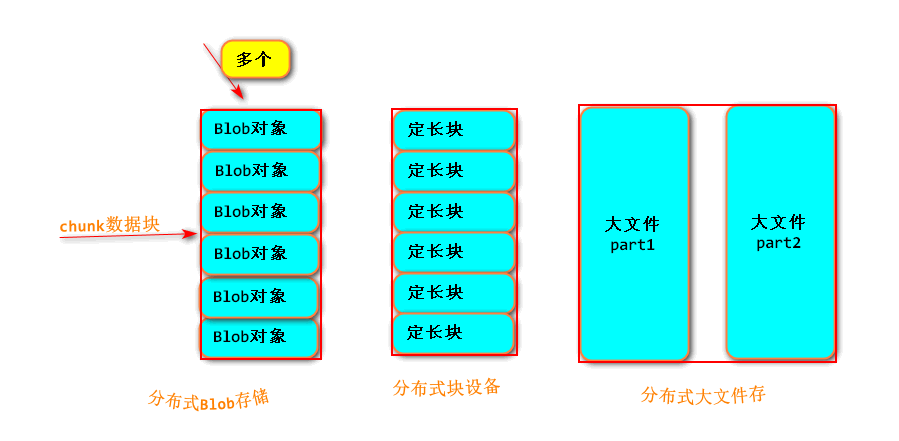 多个
Blob对象
Blob对象
Blob对象
Blob对象
Blob对象
Blob对象
chunk数据块
分布式Blob存储
定长块
定长块
定长块
定长块
定长块
定长块
分布式块设备
大文件
part1
大文件
part2
分布式大文件存